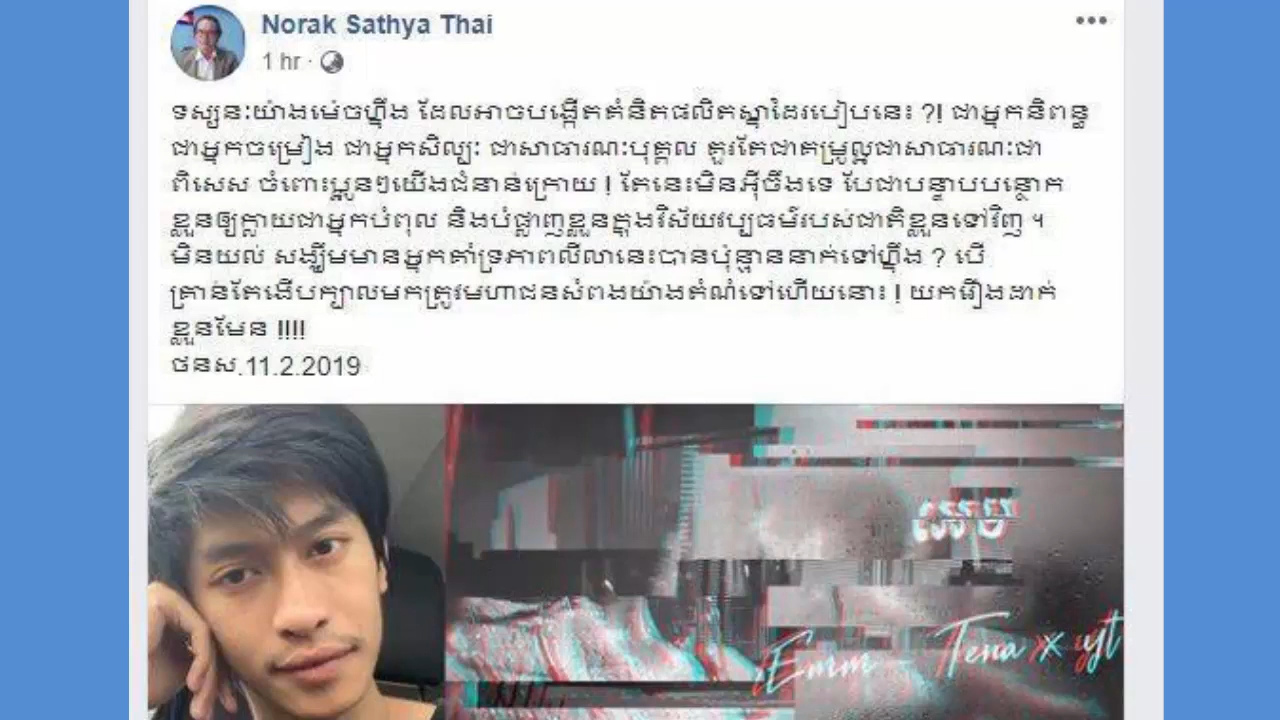 Norak Sathya Thai
1 hr ·
ទស្សនៈយ៉ាងម៉េចហ្នឹង ដែលអាចបង្កើតគំនិតផលិតស្នាដៃរបៀបនេះ ?! ជាអ្នកនិពន្ធ
ជាអ្នកចម្រៀង ជាអ្នកសិល្បៈ ជាសាធារណៈបុគ្គល គួរតែជាគម្រូល្អជាសាធារណៈជា
ពិសេស ចំពោះប្អូនៗយើងជំនាន់ក្រោយ ! តែនេះមិនអ៊ីចឹងទេ បែជាបន្ទាបបន្ថោក
ខ្លួនឲ្យក្លាយជាអ្នកបំពុល និងបំផ្លាញខ្លួនក្នុងវិស័យវប្បធម៌របស់ជាតិខ្លួនទៅវិញ ។
មិនយល់ សង្ឃឹមមានអ្នកគាំទ្រភាពលីលានេះបានប៉ុន្មាននាក់ទៅហ្នឹង ? បើ
គ្រាន់តែងើបក្បាលមកត្រូវមហាជនសំពងយ៉ាងតំណំទៅហើយនោះ ! យករឿងដាក់
ខ្លួនមែន !!!!
ថនស.11.2.2019
អេម
Emm - Tena x yt